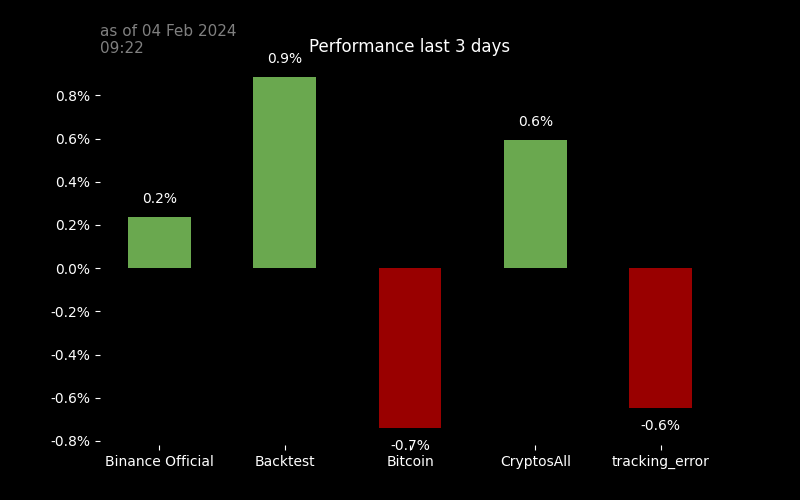 as of 04 Feb 2024
09:22
Performance last 3 days
0.9%
0.8%
0.6%
0.6%
0.4%
0.2%
0.2%
0.0%
-0.2%
-0.4%
-0.6%
-0.6%
-0.8%
-0.7%
Binance Official
Backtest
Bitcoin
CryptosAll
tracking_error